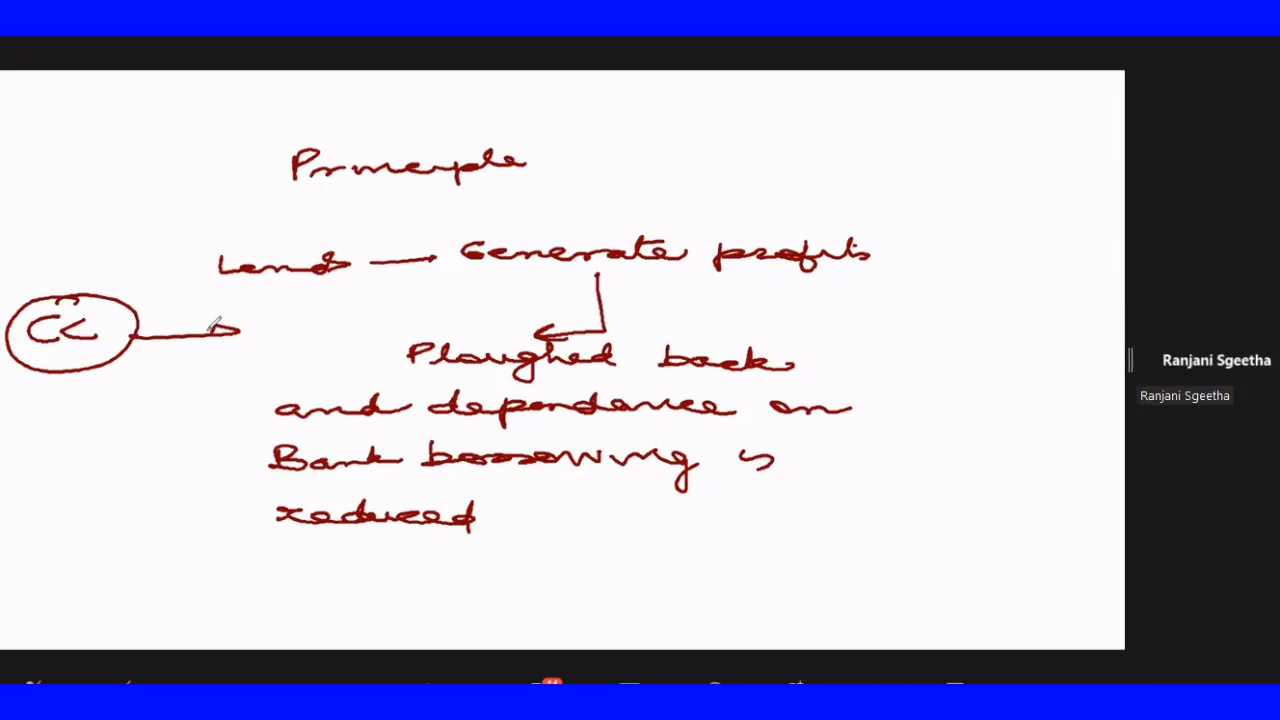 Principle
Lend → Generate profits
CC
Ploughed back
and dependence on
Bank borrowing is
reduced
Ranjani Sgeetha
Ranjani Sgeetha